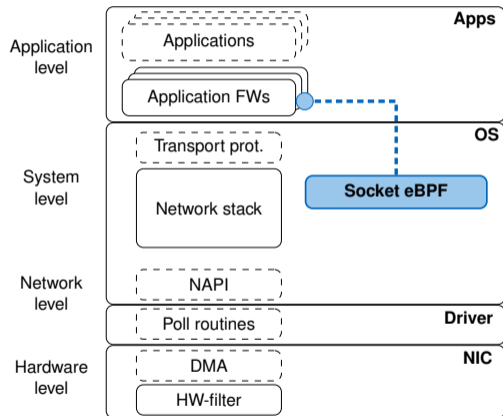 Apps
Applications
Application
level
Application FWs
OS
Transport prot.
System
level
Socket eBPF
Network stack
Network
level
NAPI
Driver
Poll routines
NIC
Hardware
level
DMA
HW-filter